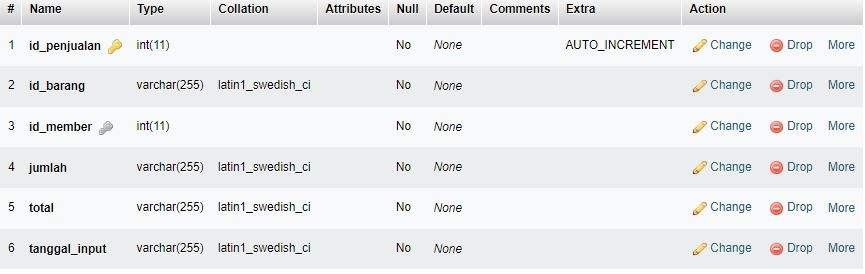 # Name Type Collation Attributes Null Default Comments Extra Action
1 id_penjualan int(11) No None AUTO_INCREMENT Change Drop More
2 id_barang varchar(255) latin1_swedish_ci No None Change Drop More
3 id_member int(11) No None Change Drop More
4 jumlah varchar(255) latin1_swedish_ci No None Change Drop More
5 total varchar(255) latin1_swedish_ci No None Change Drop More
6 tanggal_input varchar(255) latin1_swedish_ci No None Change Drop More